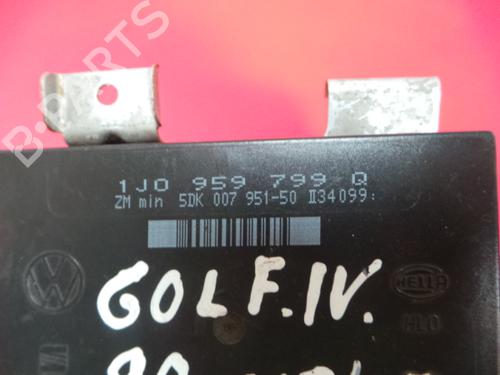 1J0 959 799 Q
ZM min 5DK 007 951-50 II34099:
HELLA
GOLF.IV.
B-PARTS